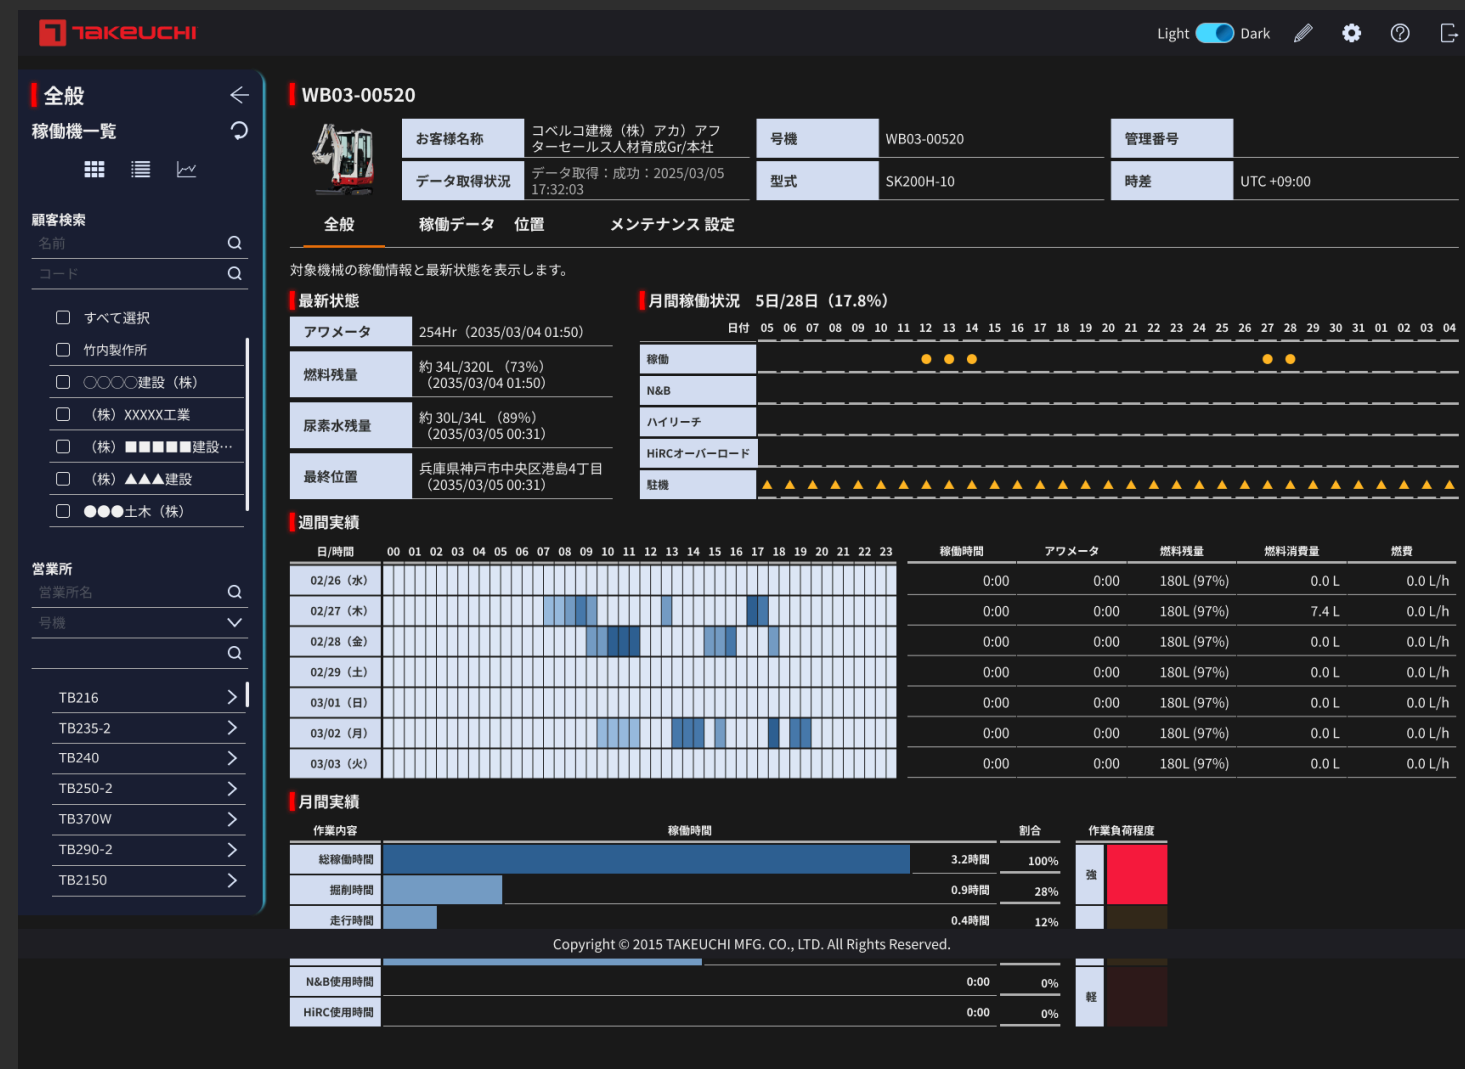 TAKEUCHI
Light Dark
全般
稼働機一覧
顧客検索
名前
コード
すべて選択
竹内製作所
〇〇〇〇建設（株）
（株）XXXXX工業
（株）■■■■■建設…
（株）▲▲▲建設
●●●土木（株）
営業所
営業所名
号機
TB216
TB235-2
TB240
TB250-2
TB370W
TB290-2
TB2150
WB03-00520
お客様名称 コベルコ建機（株）アカ）アフターセールス人材育成Gr/本社 号機 WB03-00520 管理番号
データ取得状況 データ取得：成功：2025/03/05 17:32:03 型式 SK200H-10 時差 UTC +09:00
全般 稼働データ 位置 メンテナンス 設定
対象機械の稼働情報と最新状態を表示します。
最新状態
アワメータ 254Hr（2035/03/04 01:50）
燃料残量 約 34L/320L （73%）
（2035/03/04 01:50）
尿素水残量 約 30L/34L （89%）
（2035/03/05 00:31）
最終位置 兵庫県神戸市中央区港島4丁目
（2035/03/05 00:31）
月間稼働状況 5日/28日（17.8%）
日付 05 06 07 08 09 10 11 12 13 14 15 16 17 18 19 20 21 22 23 24 25 26 27 28 29 30 31 01 02 03 04
稼働
N&B
ハイリーチ
HiRCオーバーロード
駐機
週間実績
日/時間 00 01 02 03 04 05 06 07 08 09 10 11 12 13 14 15 16 17 18 19 20 21 22 23 稼働時間 アワメータ 燃料残量 燃料消費量 燃費
02/26（水） 0:00 0:00 180L (97%) 0.0 L 0.0 L/h
02/27（木） 0:00 0:00 180L (97%) 7.4 L 0.0 L/h
02/28（金） 0:00 0:00 180L (97%) 0.0 L 0.0 L/h
02/29（土） 0:00 0:00 180L (97%) 0.0 L 0.0 L/h
03/01（日） 0:00 0:00 180L (97%) 0.0 L 0.0 L/h
03/02（月） 0:00 0:00 180L (97%) 0.0 L 0.0 L/h
03/03（火） 0:00 0:00 180L (97%) 0.0 L 0.0 L/h
月間実績
作業内容 稼働時間 割合 作業負荷程度
総稼働時間 3.2時間 100% 強
掘削時間 0.9時間 28%
走行時間 0.4時間 12%
Copyright © 2015 TAKEUCHI MFG. CO., LTD. All Rights Reserved.
N&B使用時間 0:00 0% 軽
HiRC使用時間 0:00 0%